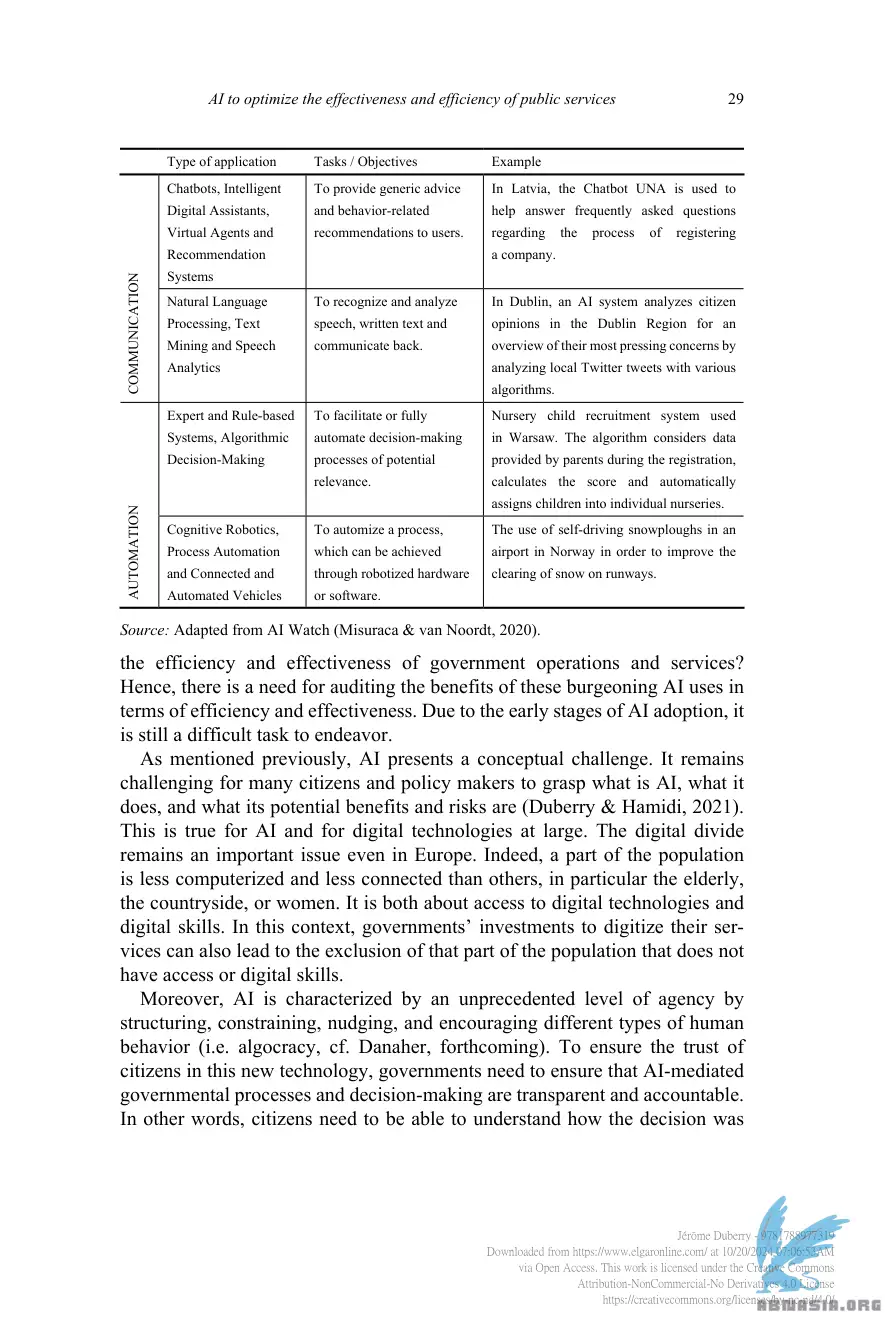 AI to optimize the effectiveness and efficiency of public services 29
Type of application Tasks / Objectives Example
COMMUNICATION
Chatbots, Intelligent
Digital Assistants,
Virtual Agents and
Recommendation
Systems
To provide generic advice
and behavior-related
recommendations to users.
In Latvia, the Chatbot UNA is used to
help answer frequently asked questions
regarding the process of registering
a company.
Natural Language
Processing, Text
Mining and Speech
Analytics
To recognize and analyze
speech, written text and
communicate back.
In Dublin, an AI system analyzes citizen
opinions in the Dublin Region for an
overview of their most pressing concerns by
analyzing local Twitter tweets with various
algorithms.
AUTOMATION
Expert and Rule-based
Systems, Algorithmic
Decision-Making
To facilitate or fully
automate decision-making
processes of potential
relevance.
Nursery child recruitment system used
in Warsaw. The algorithm considers data
provided by parents during the registration,
calculates the score and automatically
assigns children into individual nurseries.
Cognitive Robotics,
Process Automation
and Connected and
Automated Vehicles
To automize a process,
which can be achieved
through robotized hardware
or software.
The use of self-driving snowploughs in an
airport in Norway in order to improve the
clearing of snow on runways.
Source: Adapted from AI Watch (Misuraca & van Noordt, 2020).
the efficiency and effectiveness of government operations and services?
Hence, there is a need for auditing the benefits of these burgeoning AI uses in
terms of efficiency and effectiveness. Due to the early stages of AI adoption, it
is still a difficult task to endeavor.
As mentioned previously, AI presents a conceptual challenge. It remains
challenging for many citizens and policy makers to grasp what is AI, what it
does, and what its potential benefits and risks are (Duberry & Hamidi, 2021).
This is true for AI and for digital technologies at large. The digital divide
remains an important issue even in Europe. Indeed, a part of the population
is less computerized and less connected than others, in particular the elderly,
the countryside, or women. It is both about access to digital technologies and
digital skills. In this context, governments’ investments to digitize their ser-
vices can also lead to the exclusion of that part of the population that does not
have access or digital skills.
Moreover, AI is characterized by an unprecedented level of agency by
structuring, constraining, nudging, and encouraging different types of human
behavior (i.e. algocracy, cf. Danaher, forthcoming). To ensure the trust of
citizens in this new technology, governments need to ensure that AI-mediated
governmental processes and decision-making are transparent and accountable.
In other words, citizens need to be able to understand how the decision was
Jérôme Duberry - 9781788977319
Downloaded from https://www.elgaronline.com/ at 10/20/2024 07:06:52AM
via Open Access. This work is licensed under the Creative Commons
Attribution-NonCommercial-No Derivatives 4.0 License
https://creativecommons.org/licenses/by-nc-nd/4.0/